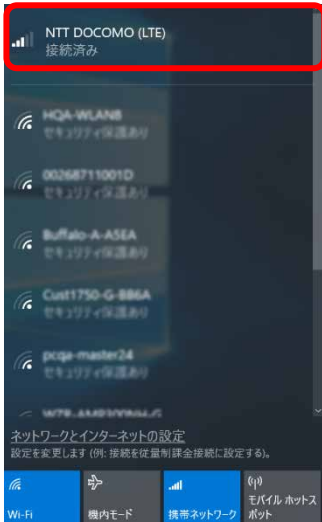 NTT DOCOMO (LTE)
接続済み
HQA-WLAN8
セキュリティ保護あり
00268711001D
セキュリティ保護あり
Buffalo-A-A5EA
セキュリティ保護あり
Cust1750-G-BB6A
セキュリティ保護あり
pcqa-master24
セキュリティ保護あり
ネットワークとインターネットの設定
設定を変更します (例: 接続を従量制課金接続に設定する)。
Wi-Fi
機内モード
携帯ネットワーク
モバイル ホットス
ポット